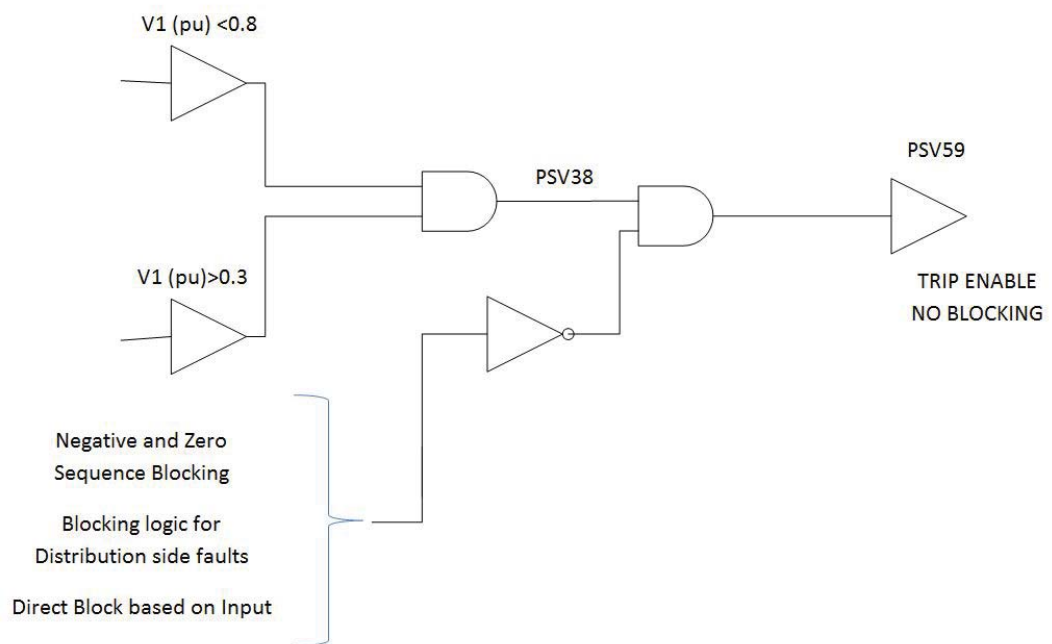 V1 (pu) <0.8
PSV59
PSV38
V1 (pu)>0.3
TRIP ENABLE
NO BLOCKING
Negative and Zero
Sequence Blocking
Blocking logic for
Distribution side faults
Direct Block based on Input